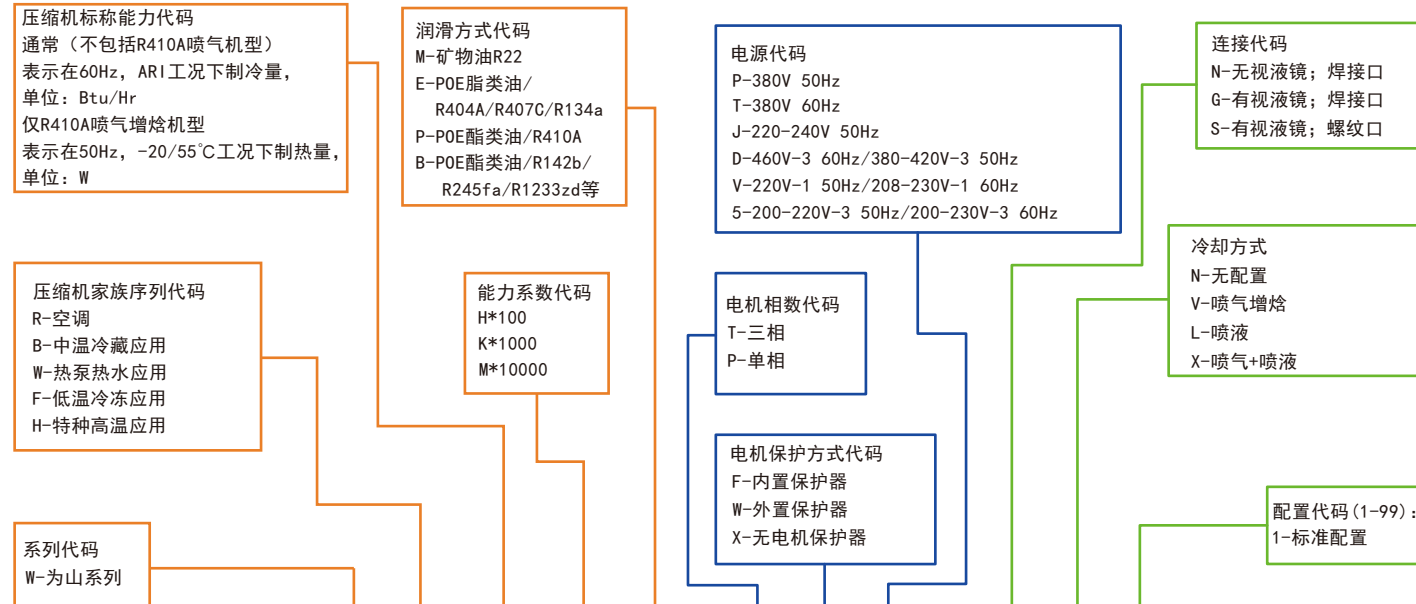 压缩机标称能力代码
通常（不包括R410A喷气机型）
表示在60Hz，ARI工况下制冷量，
单位：Btu/Hr
仅R410A喷气增焓机型
表示在50Hz，-20/55℃工况下制热量，
单位：W
润滑方式代码
M-矿物油R22
E-POE脂类油/
R404A/R407C/R134a
P-POE酯类油/R410A
B-POE酯类油/R142b/
R245fa/R1233zd等
电源代码
P-380V 50Hz
T-380V 60Hz
J-220-240V 50Hz
D-460V-3 60Hz/380-420V-3 50Hz
V-220V-1 50Hz/208-230V-1 60Hz
5-200-220V-3 50Hz/200-230V-3 60Hz
连接代码
N-无视液镜；焊接口
G-有视液镜；焊接口
S-有视液镜；螺纹口
压缩机家族序列代码
R-空调
B-中温冷藏应用
W-热泵热水应用
F-低温冷冻应用
H-特种高温应用
能力系数代码
H*100
K*1000
M*10000
电机相数代码
T-三相
P-单相
冷却方式
N-无配置
V-喷气增焓
L-喷液
X-喷气+喷液
电机保护方式代码
F-内置保护器
W-外置保护器
X-无电机保护器
系列代码
W-为山系列
配置代码(1-99)：
1-标准配置